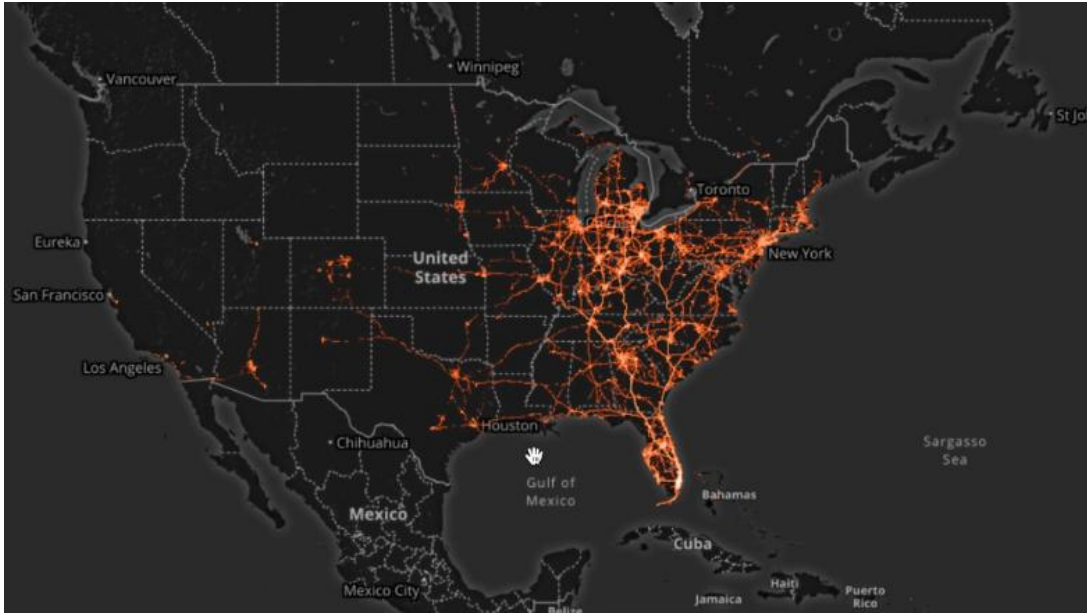 Winnipeg
Vancouver
St Jo
Toronto
Eureka
United
States
New York
San Francisco
Los Angeles
Houston
Chihuahua
Sargasso
Sea
Gulf of
Mexico
Bahamas
Mexico
Cuba
Mexico City
Haiti
Puerto
Rico
Jamaica
Belize